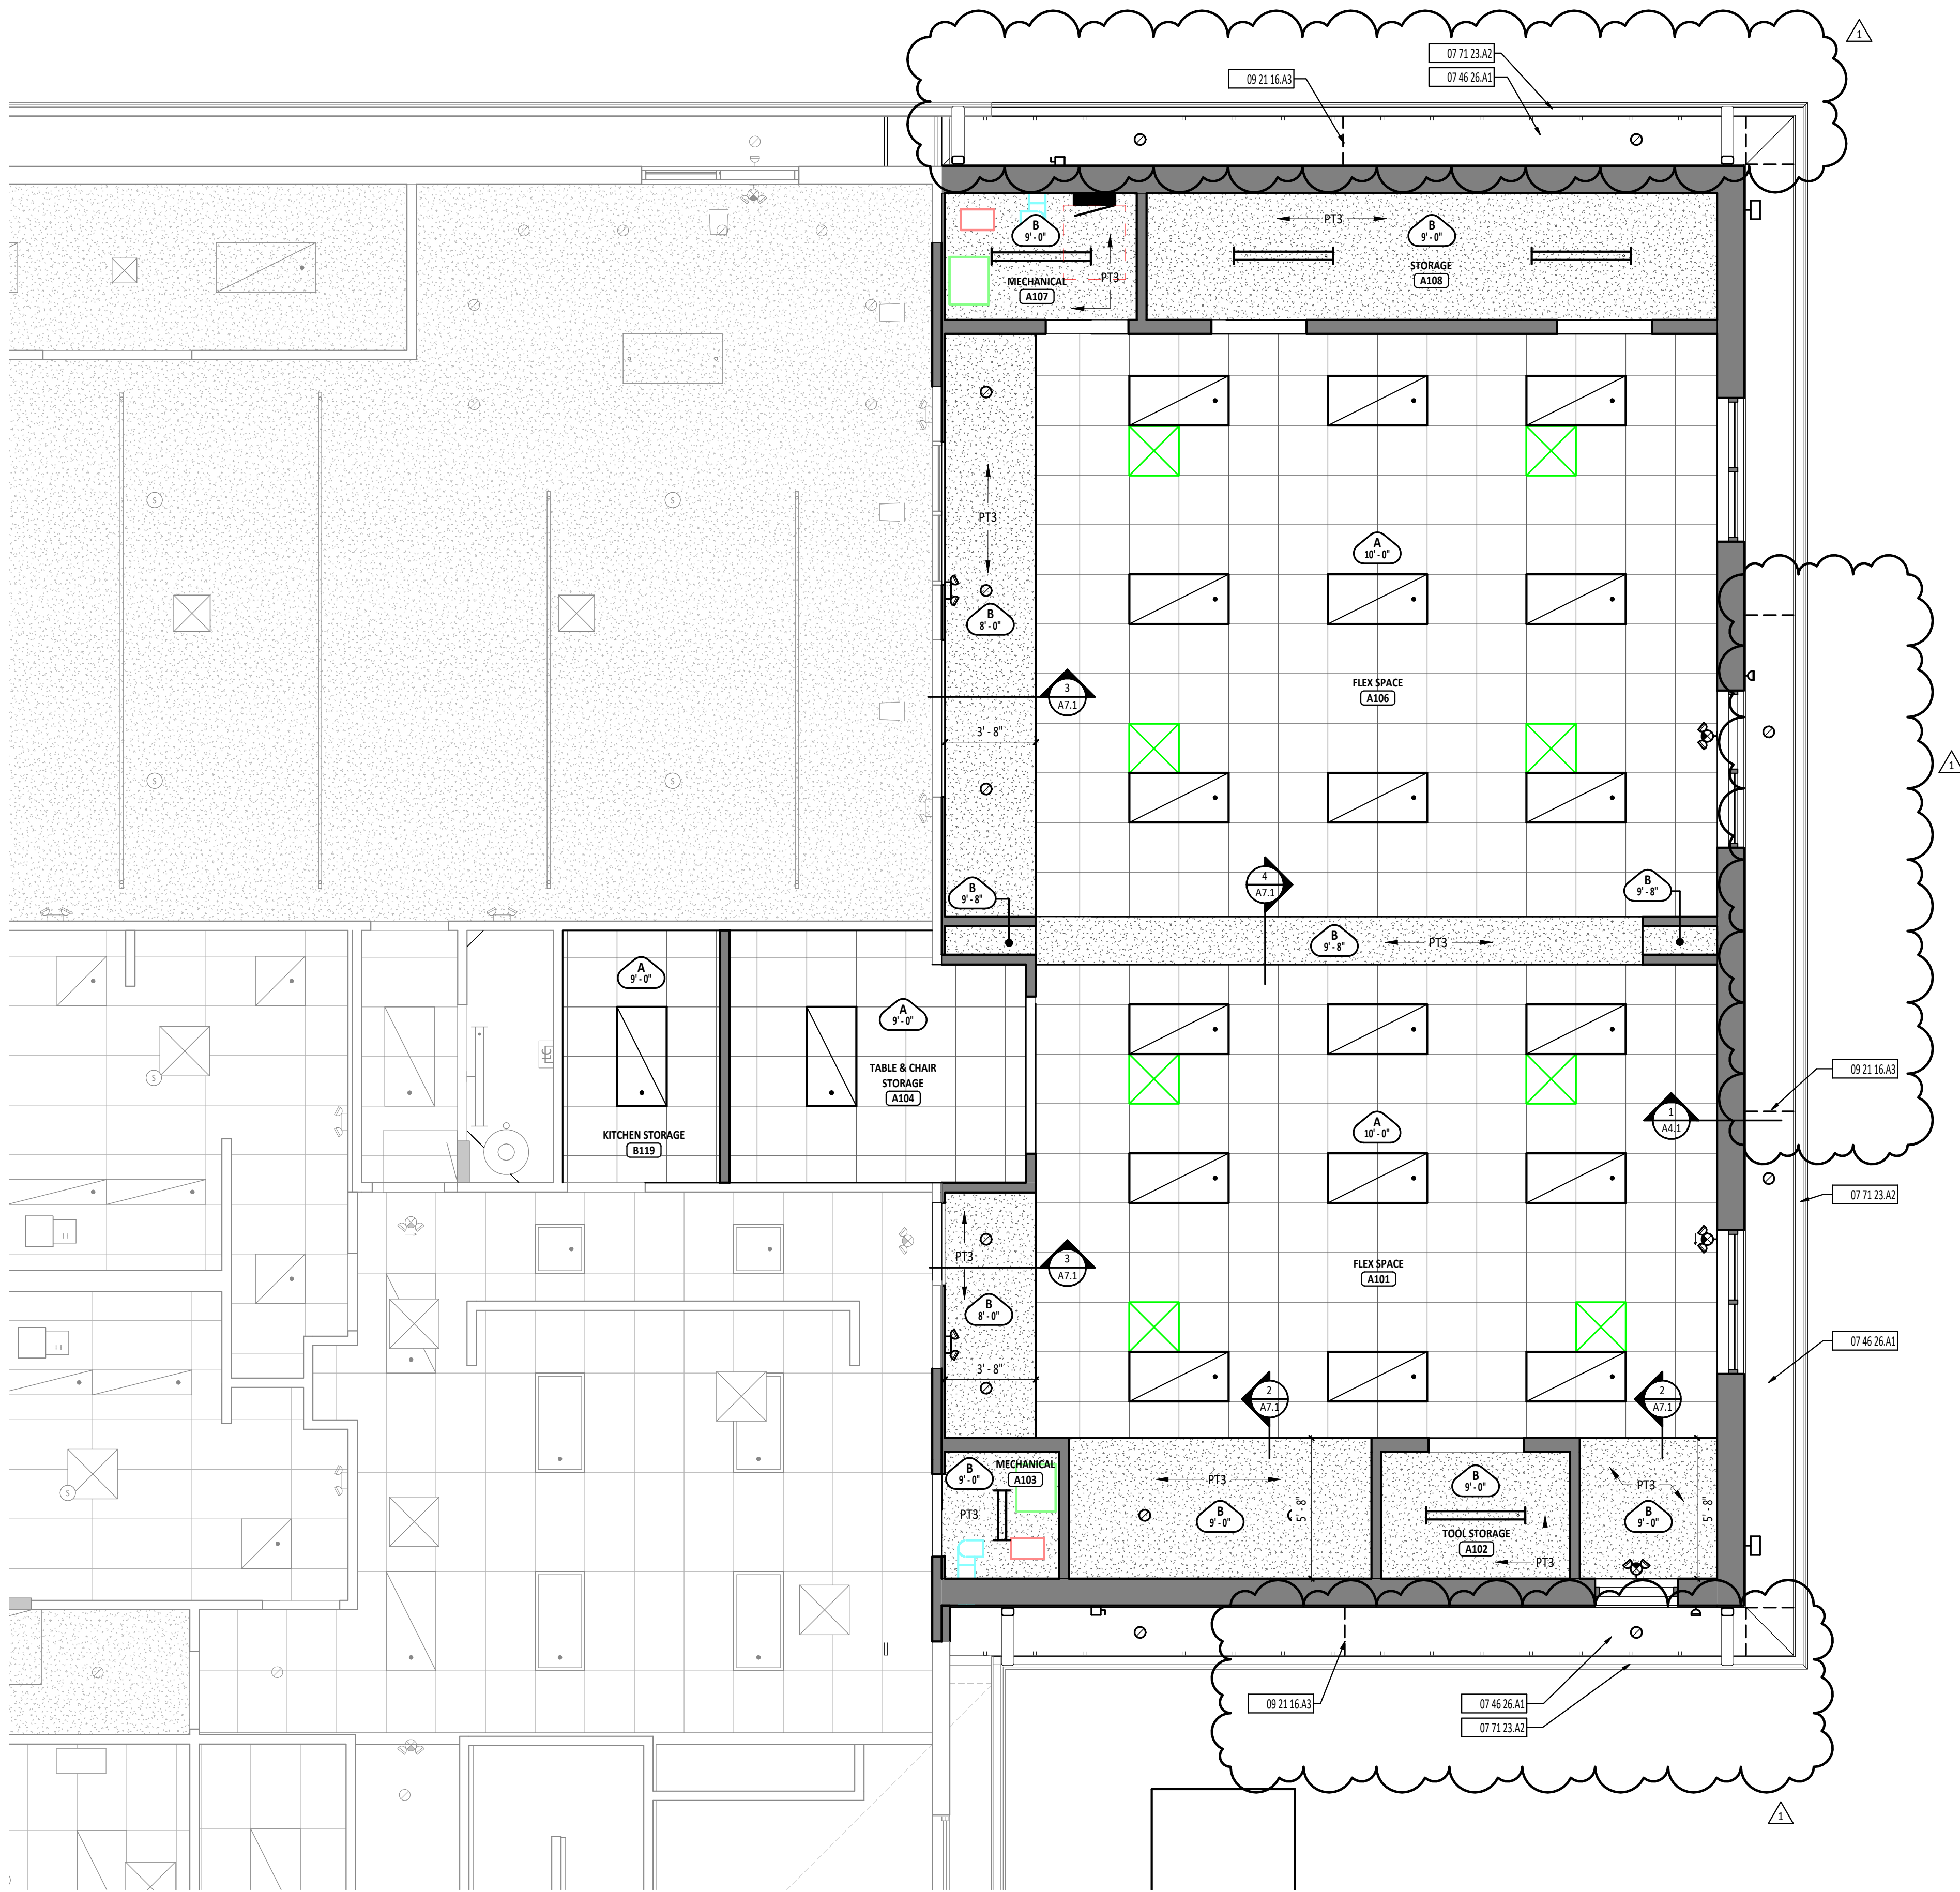 1
07 71 23.A2
09 21 16.A3
07 46 26.A1
B
9' - 0"
PT3
B
9' - 0"
MECHANICAL
A107
PT3
STORAGE
A108
PT3
A
10' - 0"
B
8' - 0"
3
A7.1
FLEX SPACE
A106
3' - 8"
1
S
S
S
S
4
A7.1
B
9' - 8"
B
9' - 8"
B
9' - 8"
PT3
A
9' - 0"
A
9' - 0"
LC
S
TABLE & CHAIR
STORAGE
A104
KITCHEN STORAGE
B119
09 21 16.A3
1
A4.1
A
10' - 0"
07 71 23.A2
PT3
3
A7.1
FLEX SPACE
A101
B
8' - 0"
07 46 26.A1
3' - 8"
2
A7.1
2
A7.1
S
B
9' - 0"
MECHANICAL
A103
PT3
PT3
B
9' - 0"
5' - 8"
B
9' - 0"
TOOL STORAGE
A102
PT3
PT3
B
9' - 0"
5' - 8"
09 21 16.A3
07 46 26.A1
07 71 23.A2
1